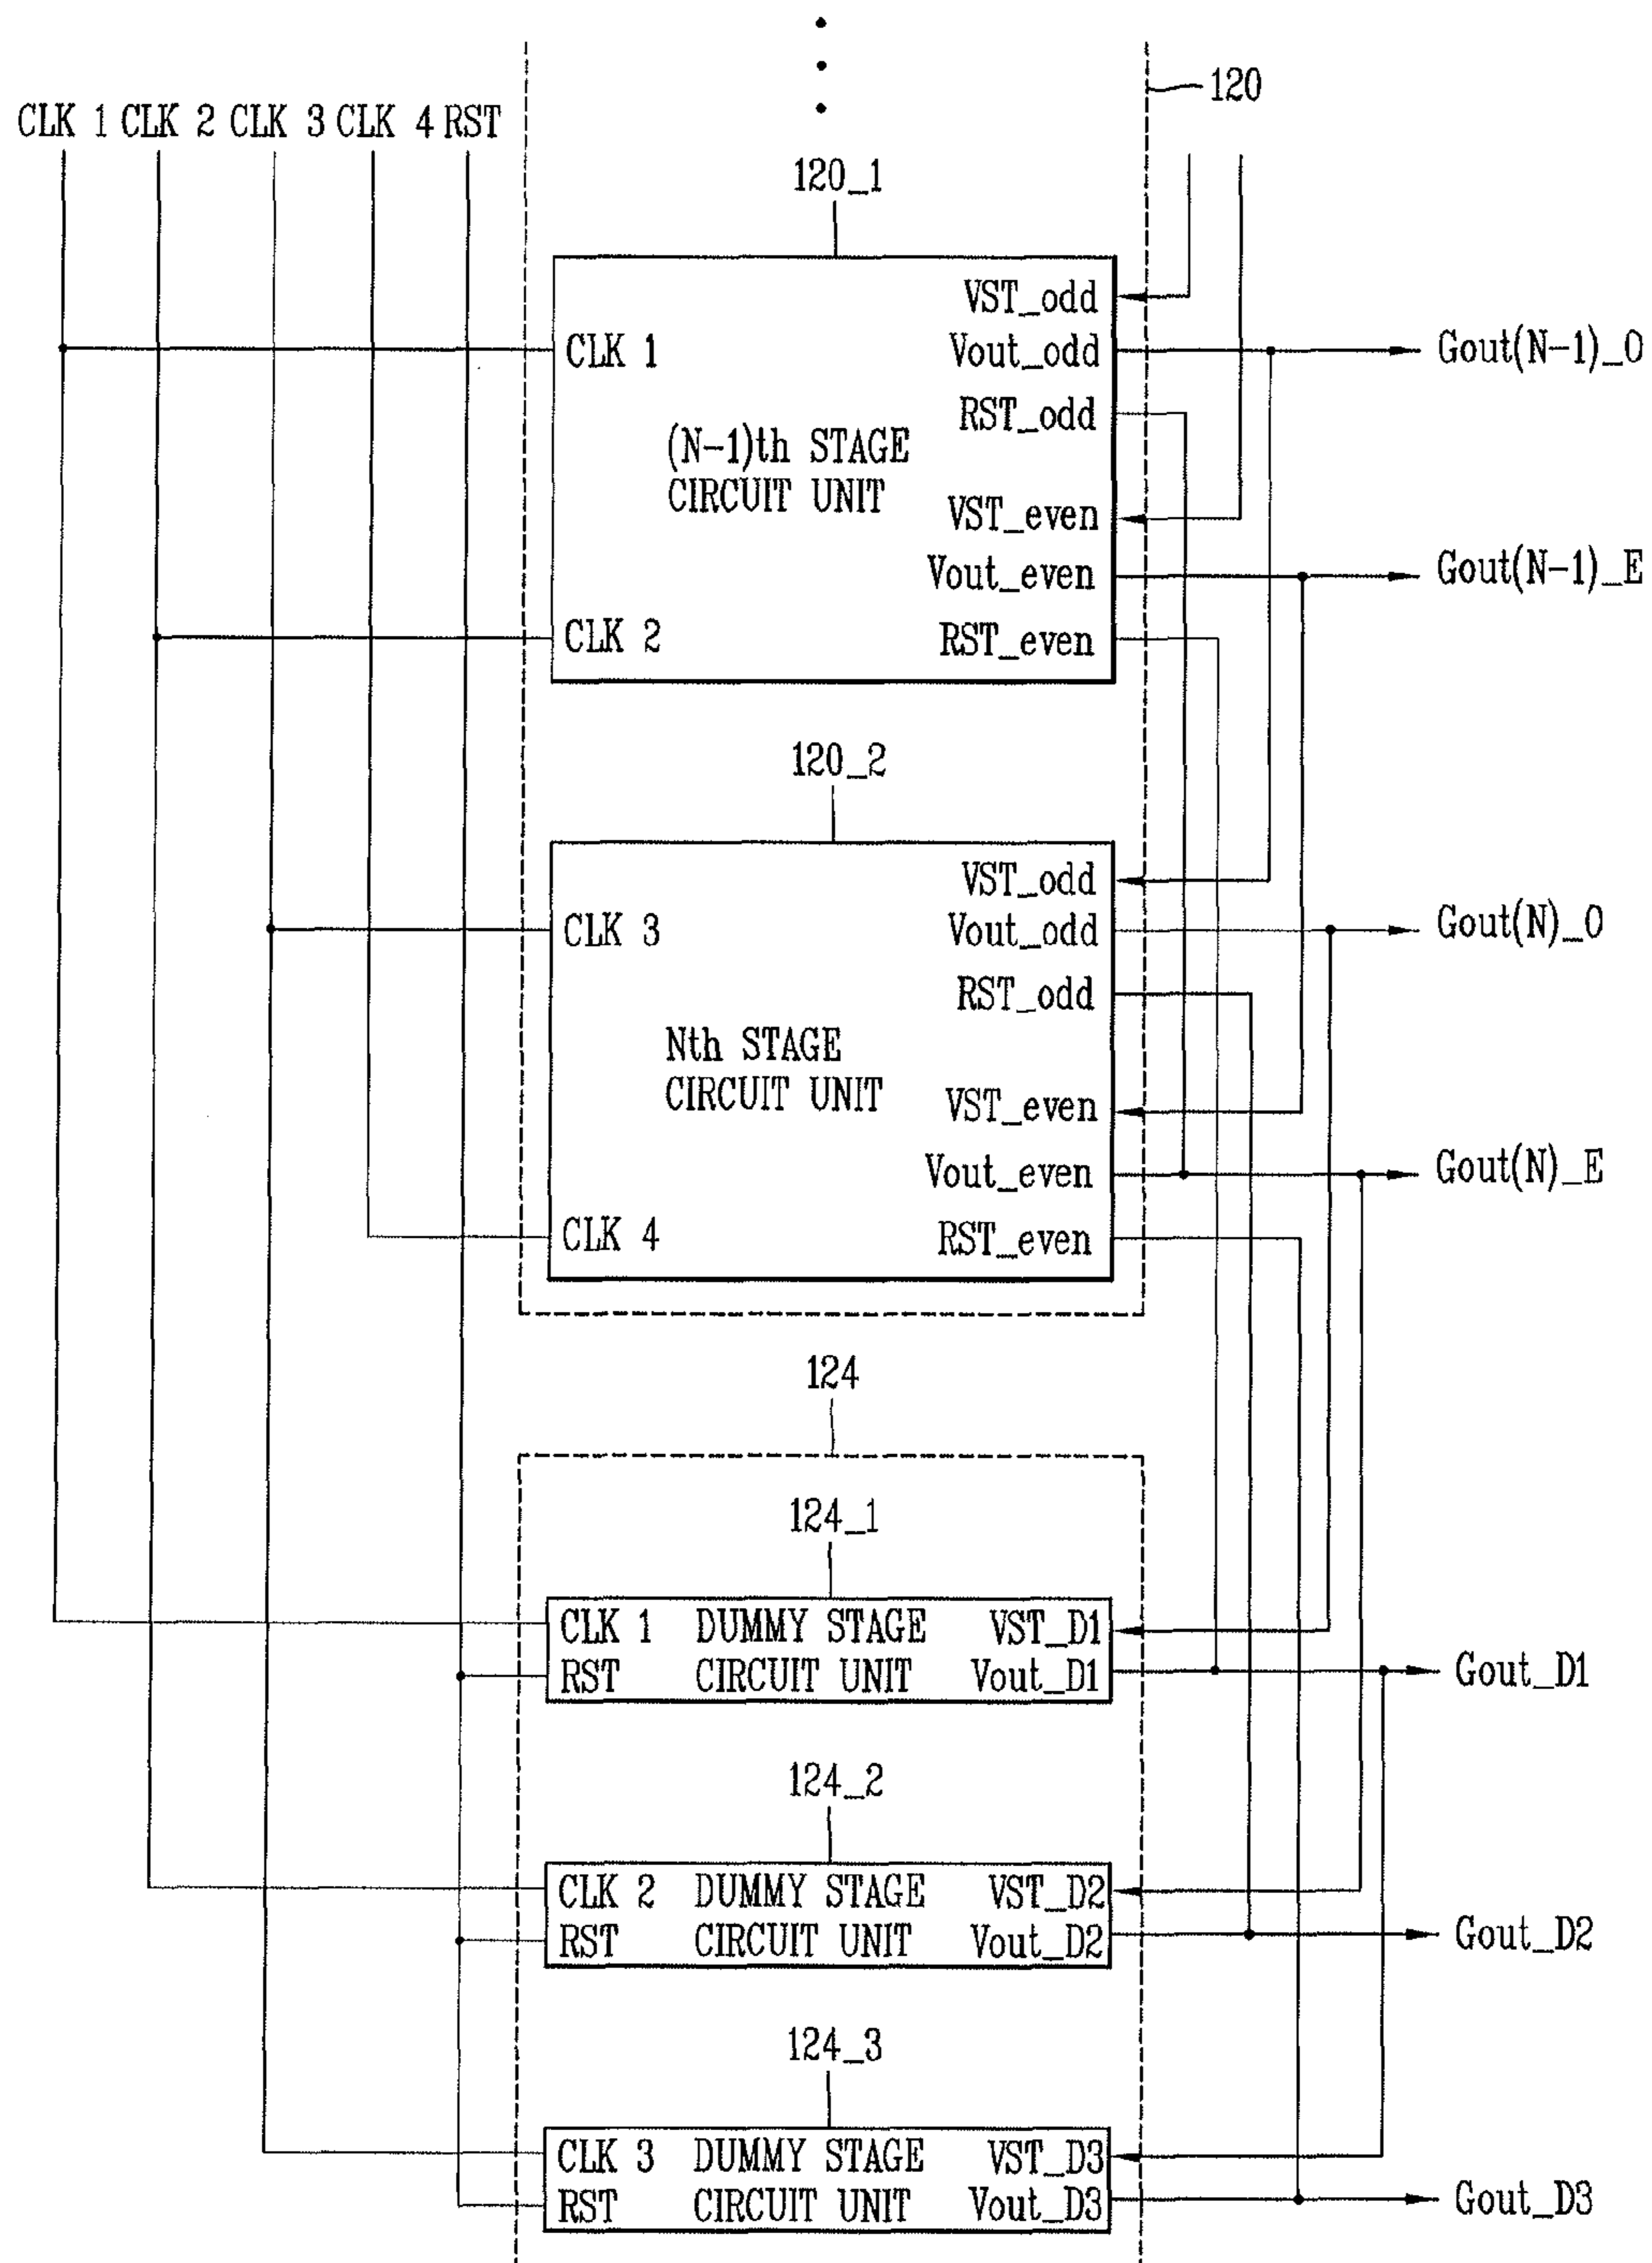 120
CLK 1 CLK 2 CLK 3 CLK 4 RST
120_1
VST_odd
CLK 1 Vout_odd Gout(N-1)_O
RST_odd
(N-1)th STAGE
CIRCUIT UNIT
VST_even
Vout_even Gout(N-1)_E
CLK 2 RST_even
120_2
VST_odd
CLK 3 Vout_odd Gout(N)_O
RST_odd
Nth STAGE
CIRCUIT UNIT
VST_even
Vout_even Gout(N)_E
CLK 4 RST_even
124
124_1
CLK 1 DUMMY STAGE VST_D1
RST CIRCUIT UNIT Vout_D1 Gout_D1
124_2
CLK 2 DUMMY STAGE VST_D2
RST CIRCUIT UNIT Vout_D2 Gout_D2
124_3
CLK 3 DUMMY STAGE VST_D3
RST CIRCUIT UNIT Vout_D3 Gout_D3